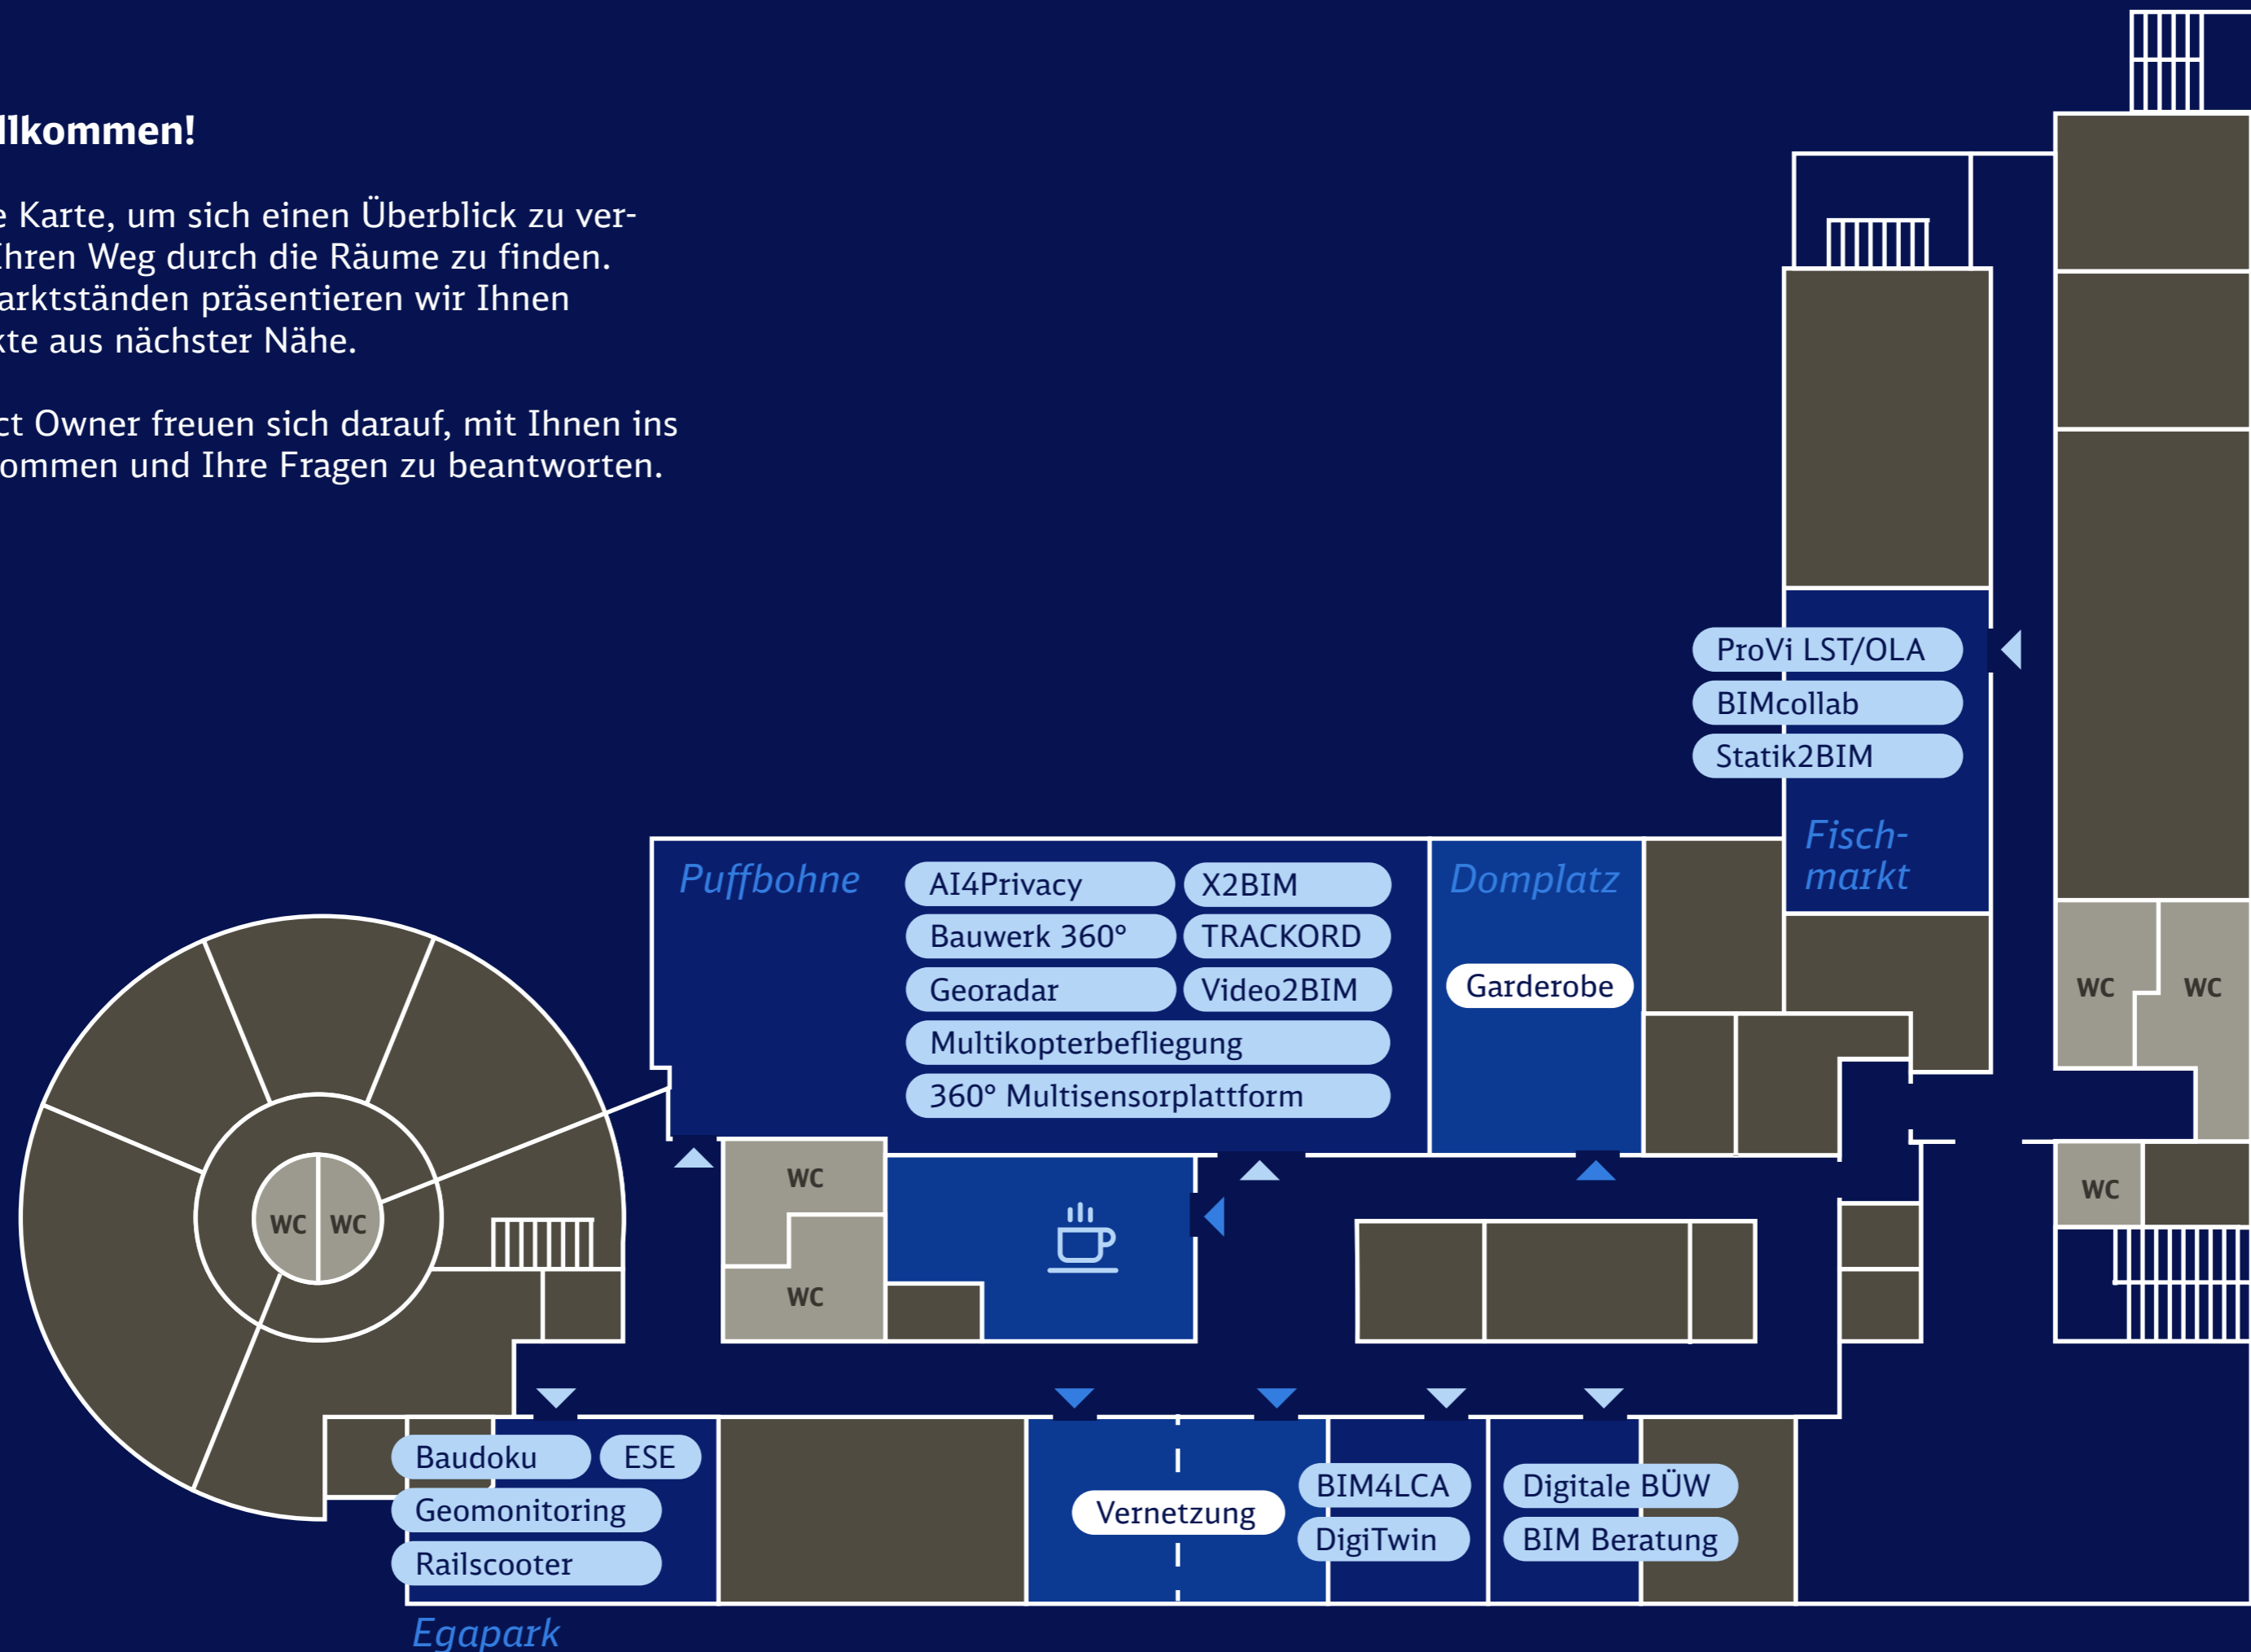 llkommen!
e Karte, um sich einen Überblick zu ver-
Ihren Weg durch die Räume zu finden.
arktständen präsentieren wir Ihnen
kte aus nächster Nähe.
ct Owner freuen sich darauf, mit Ihnen ins
ommen und Ihre Fragen zu beantworten.
ProVi LST/OLA
BIMcollab
Statik2BIM
Fisch-
markt
Puffbohne
AI4Privacy
X2BIM
Bauwerk 360°
TRACKORD
Georadar
Video2BIM
Multikopterbefliegung
360° Multisensorplattform
Domplatz
Garderobe
WC
WC
WC
WC
WC
WC
WC
Baudoku
ESE
Geomonitoring
Railscooter
Egapark
Vernetzung
BIM4LCA
DigiTwin
Digitale BÜW
BIM Beratung